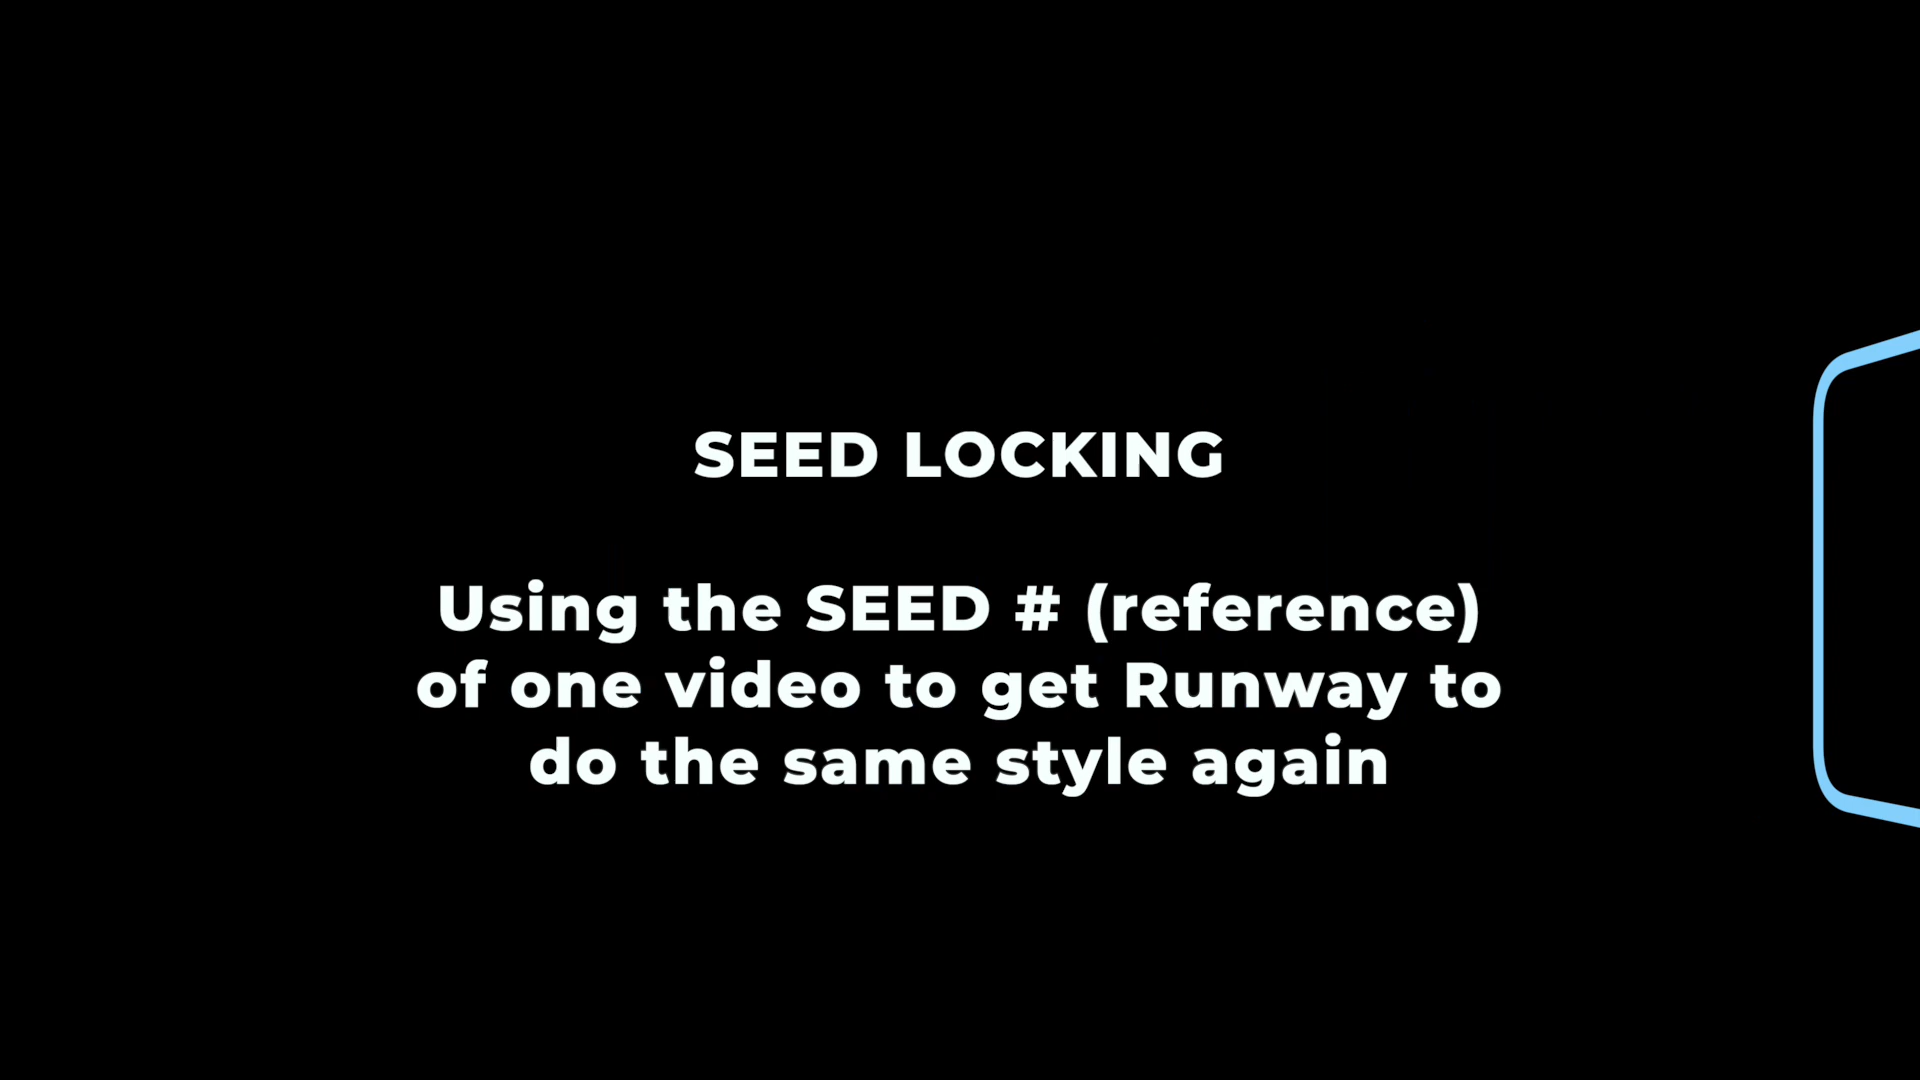 SEED LOCKING
Using the SEED # (reference)
of one video to get Runway to
do the same style again